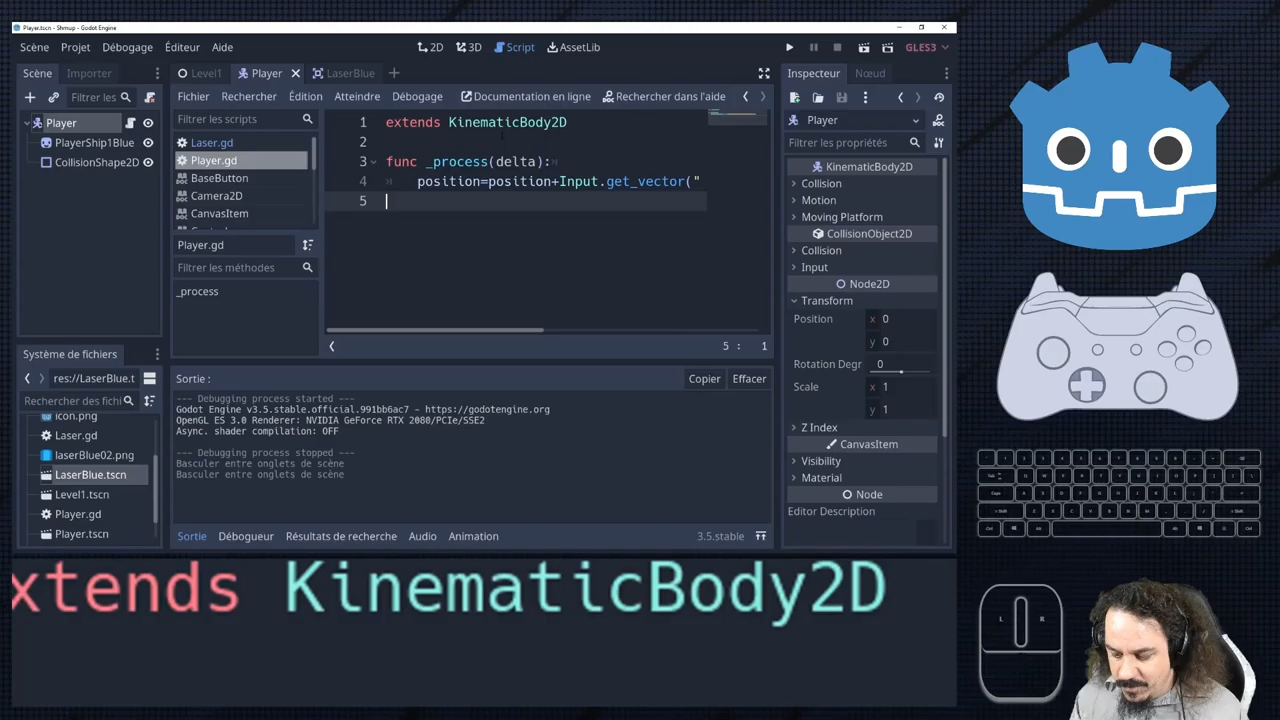 Player.tscn - Shmup - Godot Engine
Scène Projet Débogage Éditeur Aide
2D 3D Script AssetLib
GLES3
Scène Importer
Level1 Player LaserBlue
Inspecteur Nœud
Filtrer les
Fichier Rechercher Édition Atteindre Débogage Documentation en ligne Rechercher dans l'aide
Player
PlayerShip1Blue
CollisionShape2D
Filtrer les scripts
Laser.gd
Player.gd
BaseButton
Camera2D
CanvasItem
Player.gd
Filtrer les méthodes
_process
1 extends KinematicBody2D
2
3 func _process(delta):
4 position=position+Input.get_vector("
5
5 : 1
Player
Filtrer les propriétés
KinematicBody2D
Collision
Motion
Moving Platform
CollisionObject2D
Collision
Input
Node2D
Transform
Position x 0
y 0
Rotation Degr 0
Scale x 1
y 1
Z Index
CanvasItem
Visibility
Material
Node
Editor Description
Système de fichiers
res://LaserBlue.t
Rechercher des fichi
icon.png
Laser.gd
laserBlue02.png
LaserBlue.tscn
Level1.tscn
Player.gd
Player.tscn
Sortie :
Copier Effacer
--- Debugging process started ---
Godot Engine v3.5.stable.official.991bb6ac7 - https://godotengine.org
OpenGL ES 3.0 Renderer: NVIDIA GeForce RTX 2080/PCIe/SSE2
Async. shader compilation: OFF
--- Debugging process stopped ---
Basculer entre onglets de scène
Basculer entre onglets de scène
Sortie Débogueur Résultats de recherche Audio Animation 3.5.stable
xtends KinematicBody2D
L R